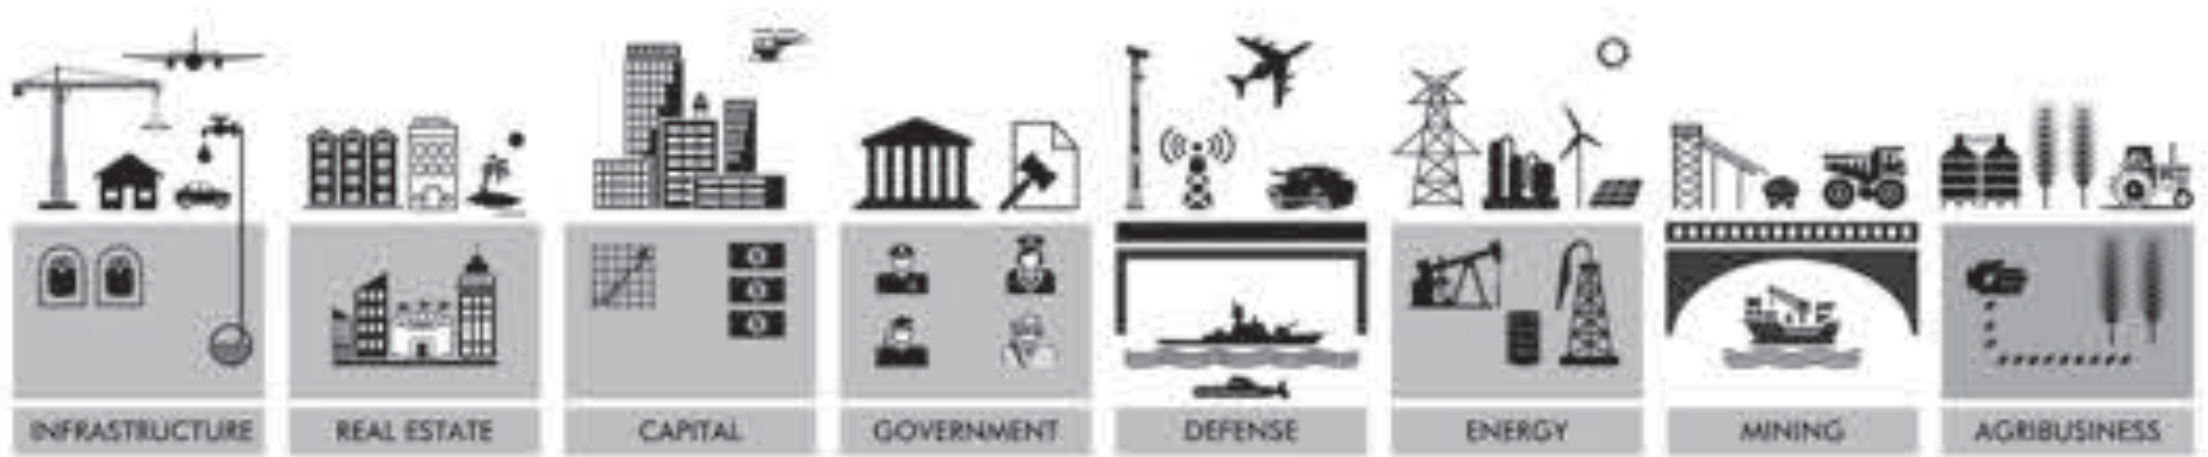 INFRASTRUCTURE
REAL ESTATE
CAPITAL
GOVERNMENT
DEFENSE
ENERGY
MINING
AGRIBUSINESS